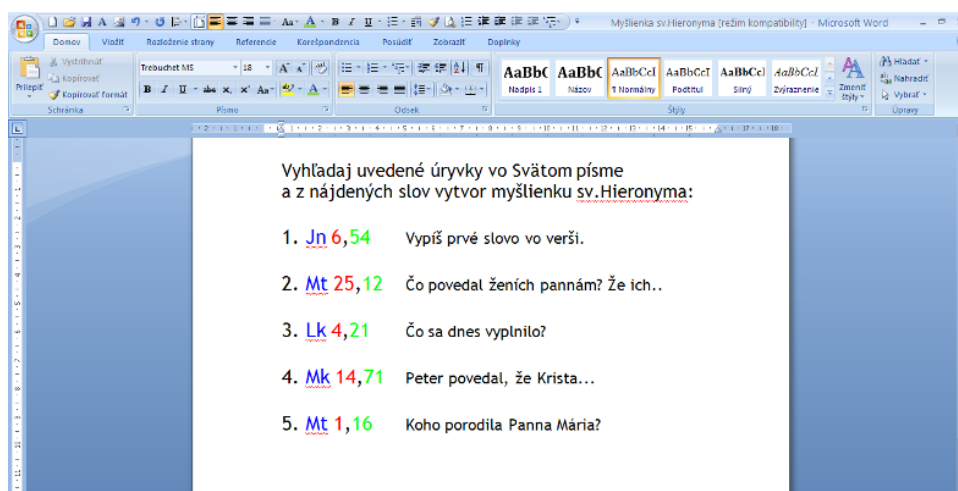 Myšlienka sv.Hieronyma [režim kompatibility] - Microsoft Word
Domov Vložiť Rozloženie strany Referencie Korešpondencia Posúdiť Zobraziť Doplnky
Prilepiť
Vystrihnúť
Kopírovať
Kopírovať formát
Schránka
Trebuchet MS 18
Písmo
Odsek
AaBbC AaBbC AaBbCcI AaBbCcI AaBbCcl AaBbCcL
Nadpis 1 Názov ¶ Normálny Podtitul Silný Zvýraznenie
Zmeniť štýly
Štýly
Hľadať
Nahradiť
Vybrať
Úpravy
Vyhľadaj uvedené úryvky vo Svätom písme
a z nájdených slov vytvor myšlienku sv.Hieronyma:
1. Jn 6,54 Vypíš prvé slovo vo verši.
2. Mt 25,12 Čo povedal ženích pannám? Že ich..
3. Lk 4,21 Čo sa dnes vyplnilo?
4. Mk 14,71 Peter povedal, že Krista...
5. Mt 1,16 Koho porodila Panna Mária?